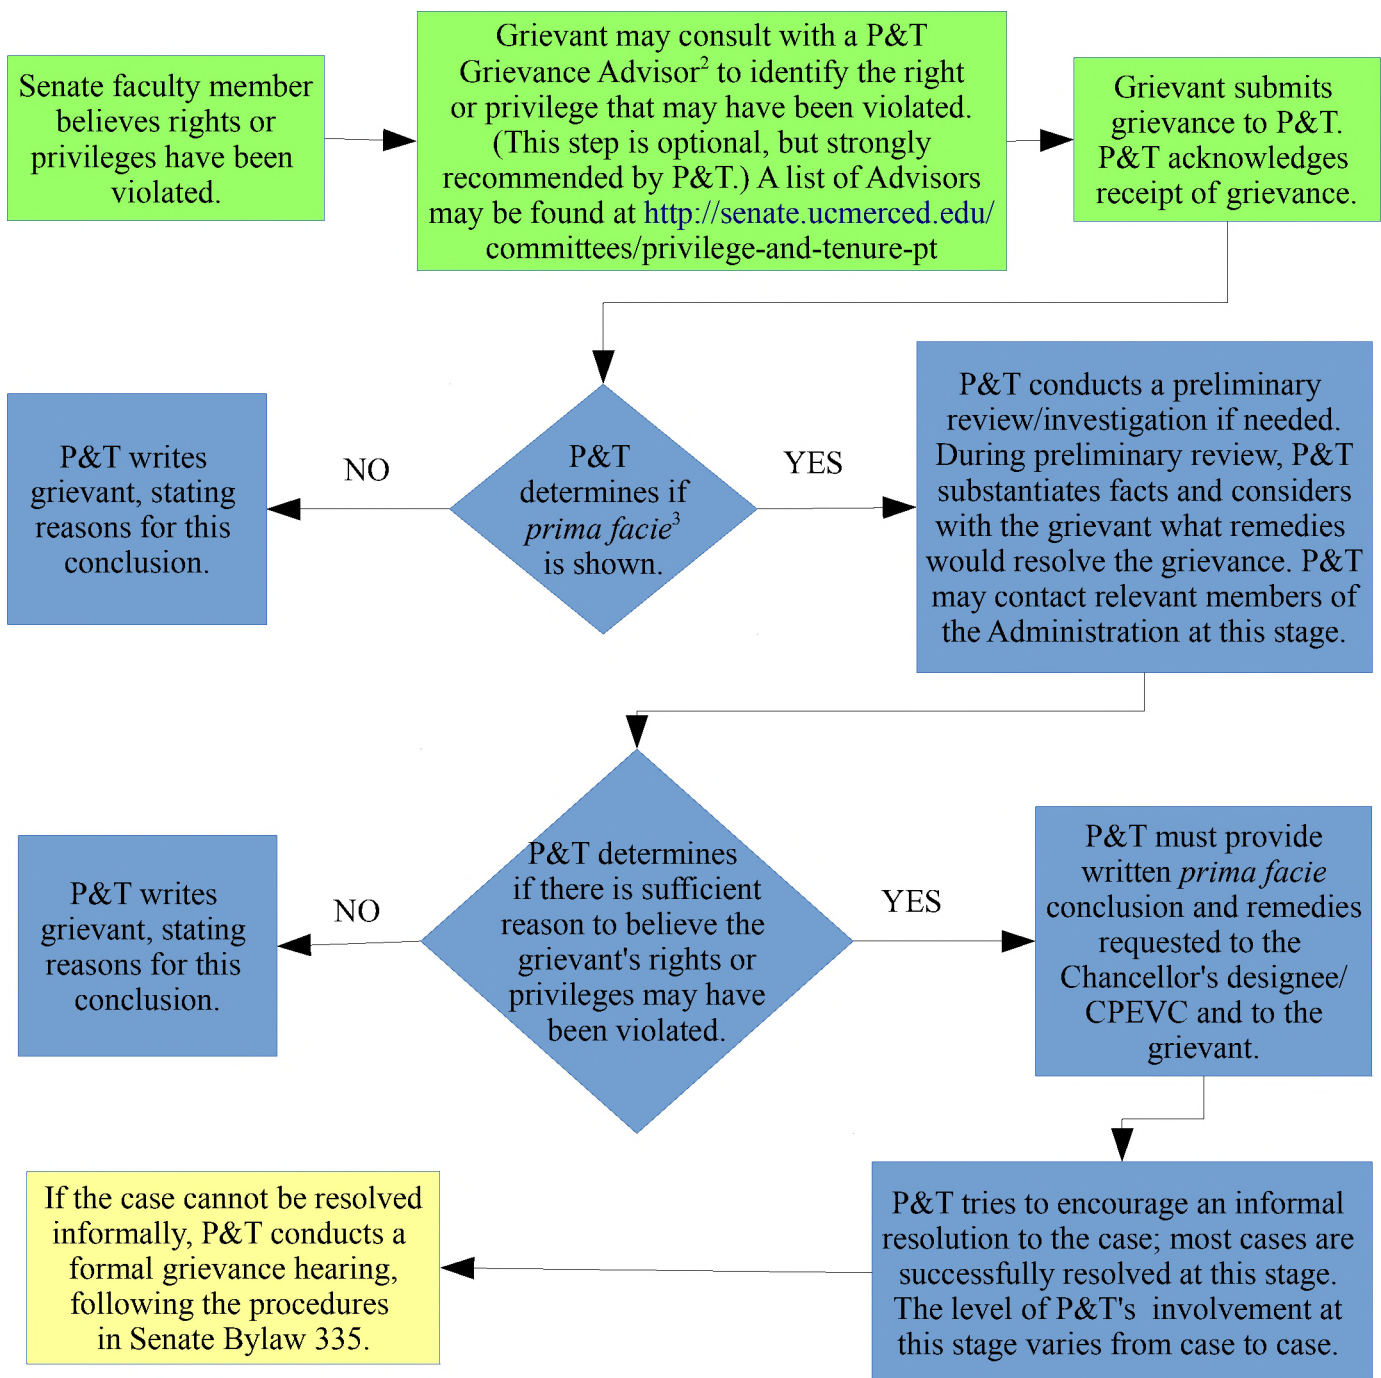 Senate faculty member
believes rights or
privileges have been
violated.
Grievant may consult with a P&T
Grievance Advisor² to identify the right
or privilege that may have been violated.
(This step is optional, but strongly
recommended by P&T.) A list of Advisors
may be found at http://senate.ucmerced.edu/
committees/privilege-and-tenure-pt
Grievant submits
grievance to P&T.
P&T acknowledges
receipt of grievance.
P&T
determines if
prima facie³
is shown.
NO
P&T writes
grievant, stating
reasons for this
conclusion.
YES
P&T conducts a preliminary
review/investigation if needed.
During preliminary review, P&T
substantiates facts and considers
with the grievant what remedies
would resolve the grievance. P&T
may contact relevant members of
the Administration at this stage.
P&T determines
if there is sufficient
reason to believe the
grievant's rights or
privileges may have
been violated.
NO
P&T writes
grievant, stating
reasons for this
conclusion.
YES
P&T must provide
written prima facie
conclusion and remedies
requested to the
Chancellor's designee/
CPEVC and to the
grievant.
P&T tries to encourage an informal
resolution to the case; most cases are
successfully resolved at this stage.
The level of P&T's involvement at
this stage varies from case to case.
If the case cannot be resolved
informally, P&T conducts a
formal grievance hearing,
following the procedures
in Senate Bylaw 335.